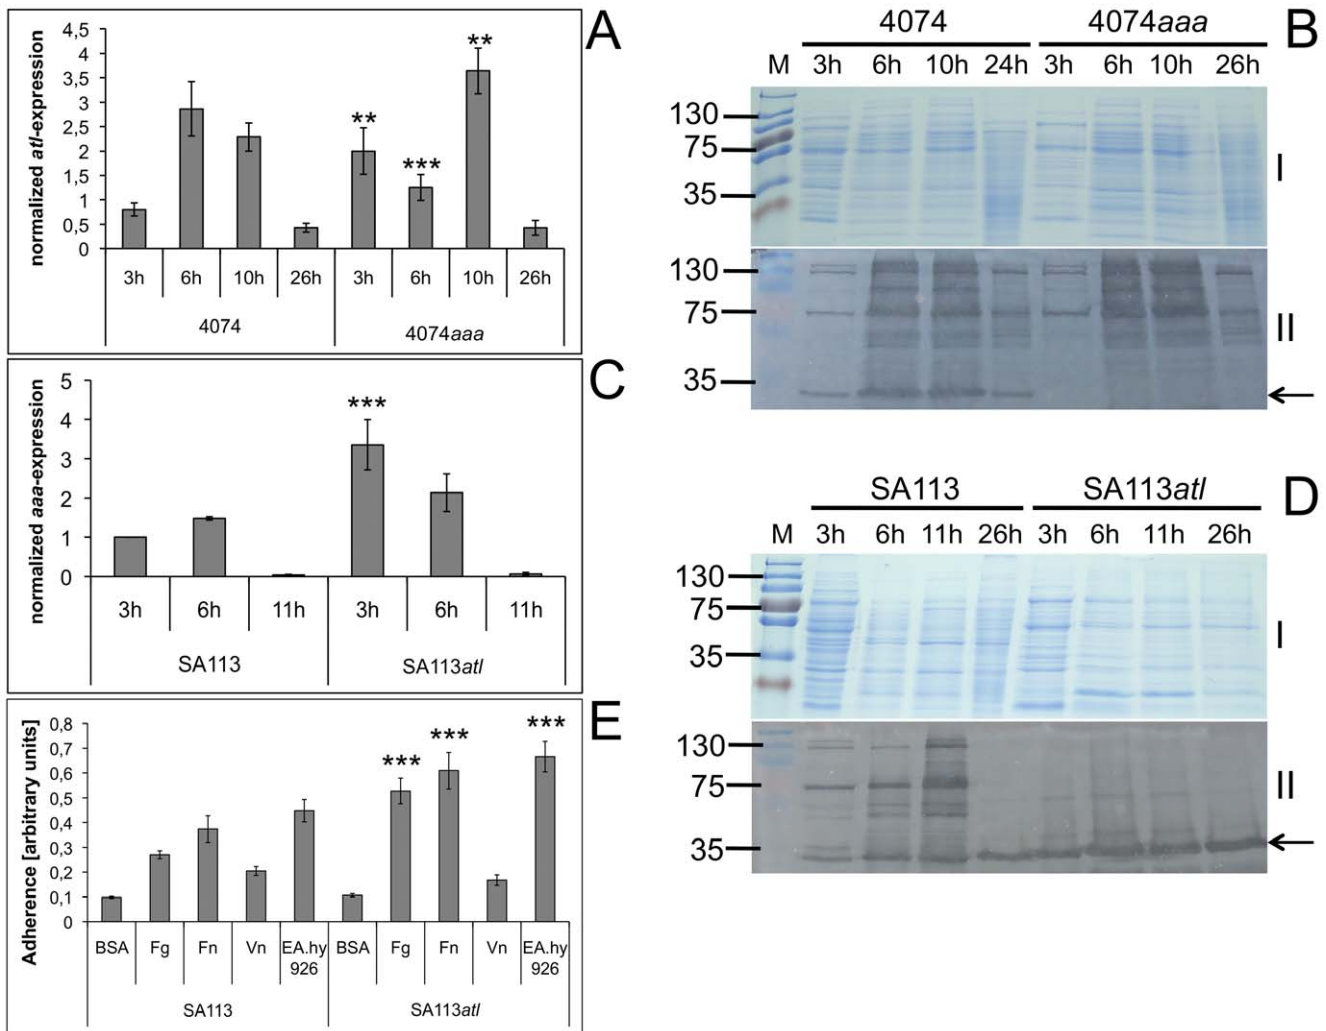 A
normalized atl-expression
4,5
4
3,5
3
2,5
2
1,5
1
0,5
0
** *** **
3h 6h 10h 26h 3h 6h 10h 26h
4074 4074aaa
B
4074 4074aaa
M 3h 6h 10h 24h 3h 6h 10h 26h
130
75
35
I
130
75
35
II
C
normalized aaa-expression
5
4
3
2
1
0
***
3h 6h 11h 3h 6h 11h
SA113 SA113atl
D
SA113 SA113atl
M 3h 6h 11h 26h 3h 6h 11h 26h
130
75
35
I
130
75
35
II
E
Adherence [arbitrary units]
0,8
0,7
0,6
0,5
0,4
0,3
0,2
0,1
0
*** *** ***
BSA Fg Fn Vn EA.hy 926 BSA Fg Fn Vn EA.hy 926
SA113 SA113atl